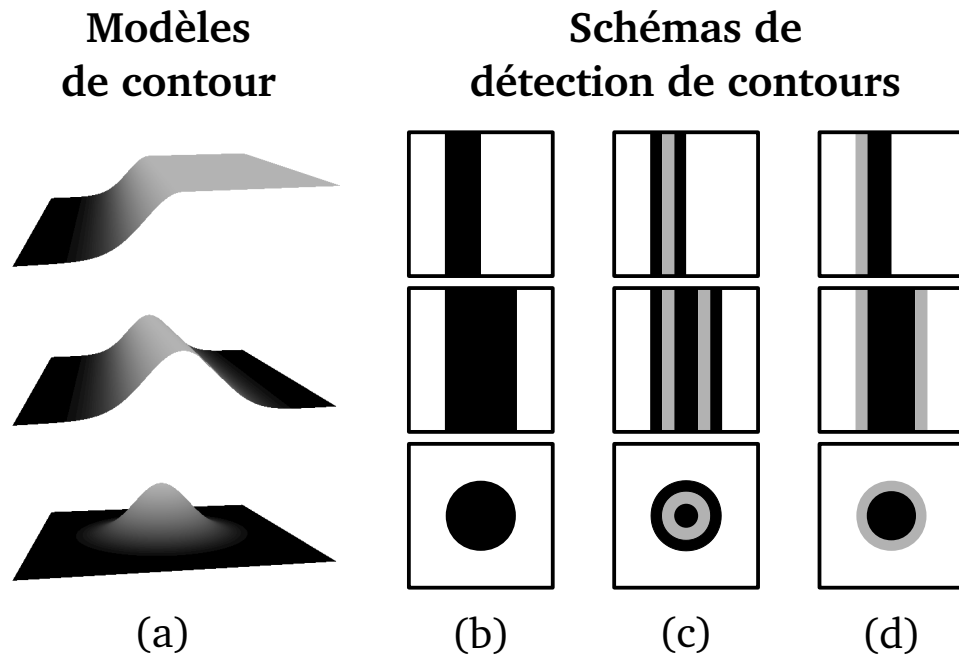 Modèles
de contour
Schémas de
détection de contours
(a)
(b)
(c)
(d)